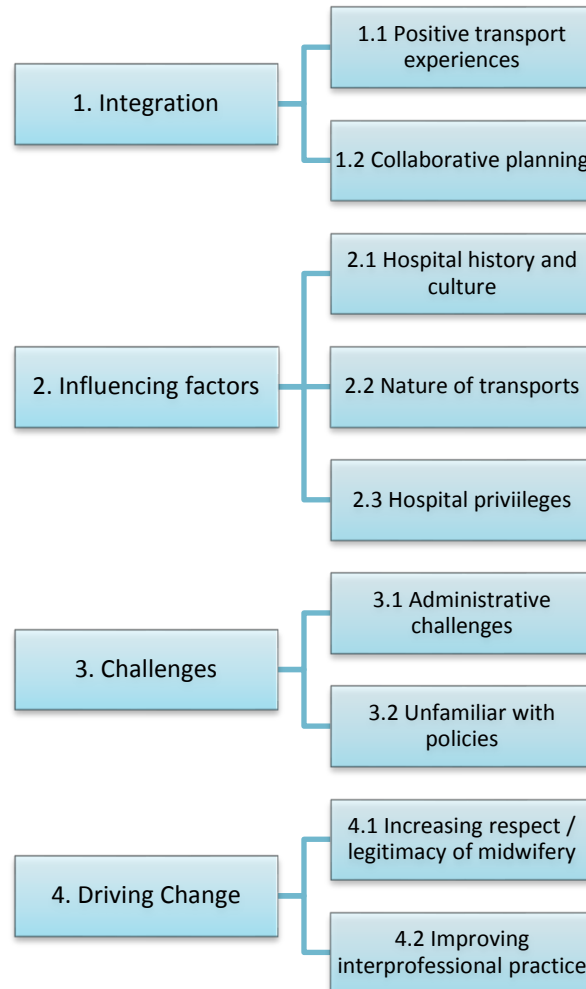 1. Integration
1.1 Positive transport
experiences
1.2 Collaborative planning
2. Influencing factors
2.1 Hospital history and
culture
2.2 Nature of transports
2.3 Hospital priviileges
3. Challenges
3.1 Administrative
challenges
3.2 Unfamiliar with
policies
4. Driving Change
4.1 Increasing respect /
legitimacy of midwifery
4.2 Improving
interprofessional practice